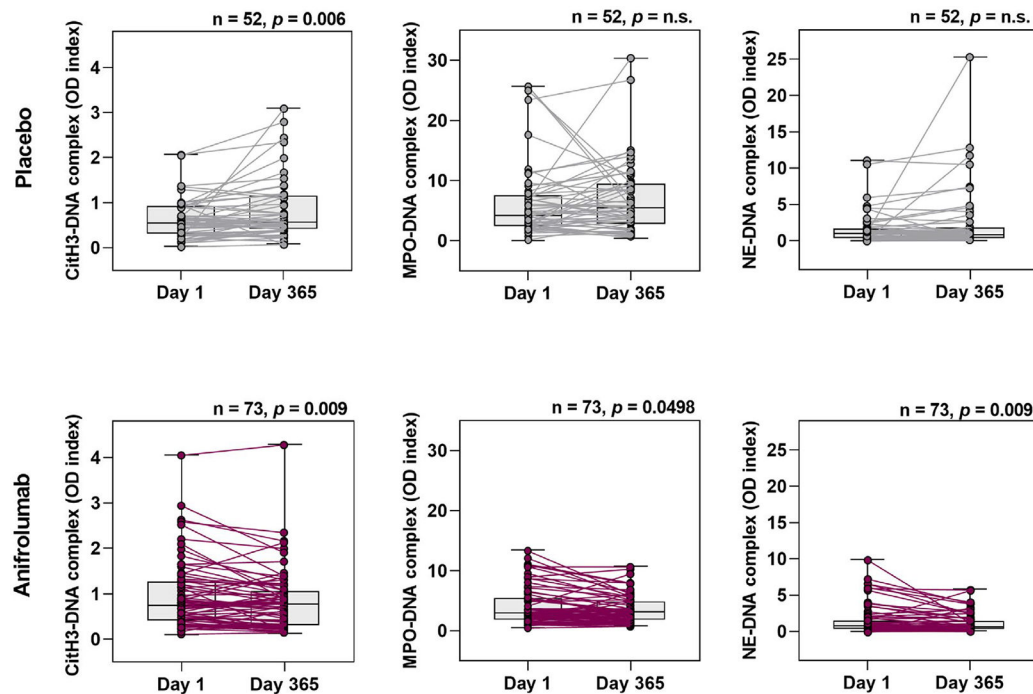 n = 52, p = 0.006
n = 52, p = n.s.
n = 52, p = n.s.
Placebo
CitH3-DNA complex (OD index)
4
3
2
1
0
Day 1 Day 365
MPO-DNA complex (OD index)
30
20
10
0
Day 1 Day 365
NE-DNA complex (OD index)
25
20
15
10
5
0
Day 1 Day 365
n = 73, p = 0.009
n = 73, p = 0.0498
n = 73, p = 0.009
Anifrolumab
CitH3-DNA complex (OD index)
4
3
2
1
0
Day 1 Day 365
MPO-DNA complex (OD index)
30
20
10
0
Day 1 Day 365
NE-DNA complex (OD index)
25
20
15
10
5
0
Day 1 Day 365